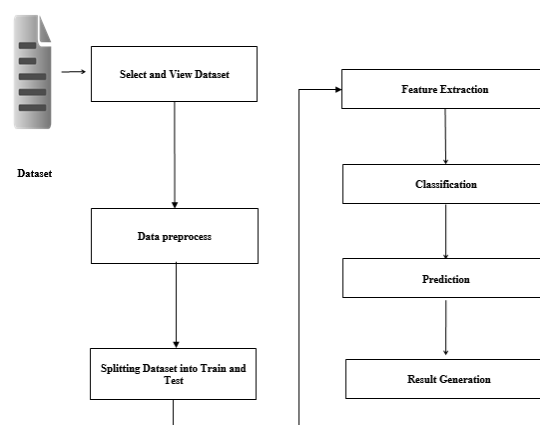 Dataset
Select and View Dataset
Data preprocess
Splitting Dataset into Train and
Test
Feature Extraction
Classification
Prediction
Result Generation